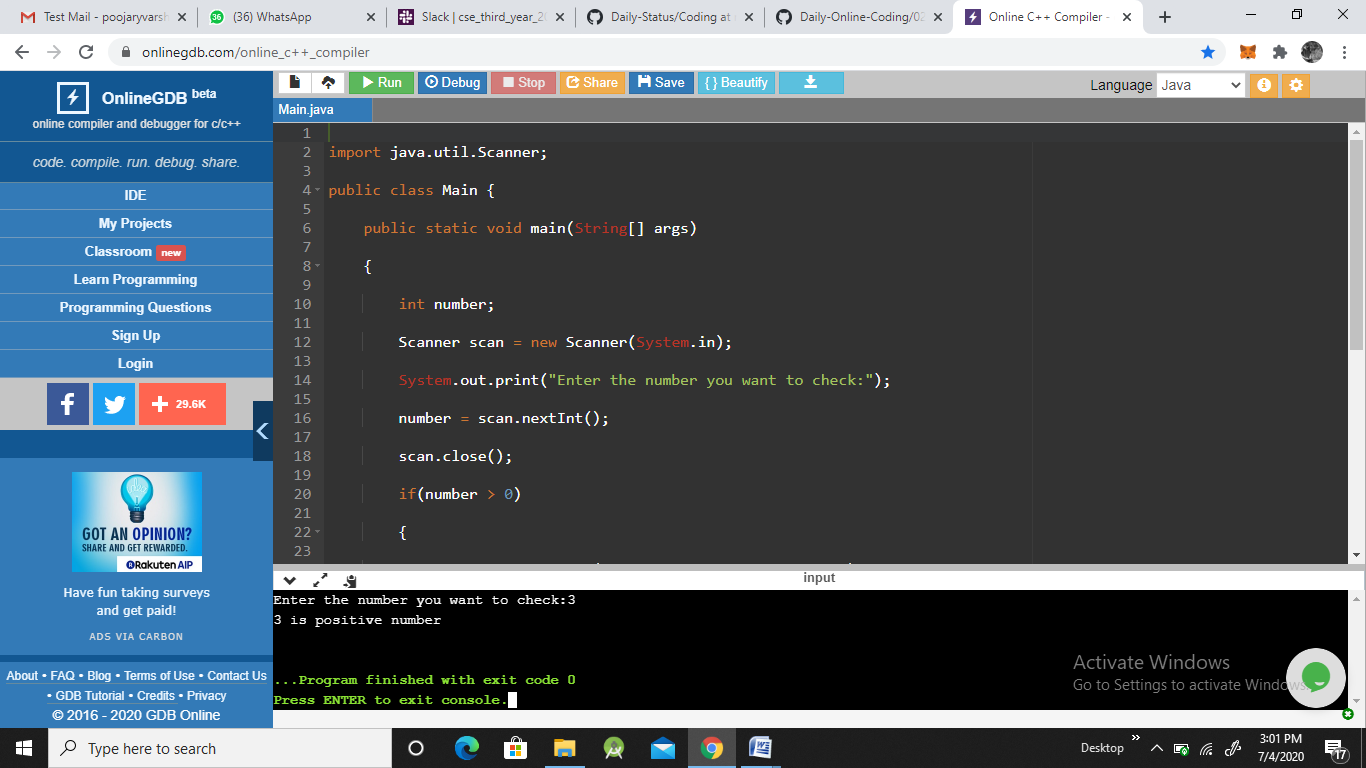 Test Mail - poojaryvarsh
(36) WhatsApp
Slack | cse_third_year_2
Daily-Status/Coding at
Daily-Online-Coding/02
Online C++ Compiler -
onlinegdb.com/online_c++_compiler
OnlineGDB beta
online compiler and debugger for c/c++
code. compile. run. debug. share.
IDE
My Projects
Classroom new
Learn Programming
Programming Questions
Sign Up
Login
29.6K
GOT AN OPINION?
SHARE AND GET REWARDED.
Rakuten AIP
Have fun taking surveys
and get paid!
ADS VIA CARBON
About • FAQ • Blog • Terms of Use • Contact Us
• GDB Tutorial • Credits • Privacy
© 2016 - 2020 GDB Online
Run Debug Stop Share Save { } Beautify
Language Java
Main.java
1
2 import java.util.Scanner;
3
4 public class Main {
5
6 public static void main(String[] args)
7
8 {
9
10 int number;
11
12 Scanner scan = new Scanner(System.in);
13
14 System.out.print("Enter the number you want to check:");
15
16 number = scan.nextInt();
17
18 scan.close();
19
20 if(number > 0)
21
22 {
23
input
Enter the number you want to check:3
3 is positive number
...Program finished with exit code 0
Press ENTER to exit console.
Activate Windows
Go to Settings to activate Windows.
Type here to search
Desktop
3:01 PM
7/4/2020
17